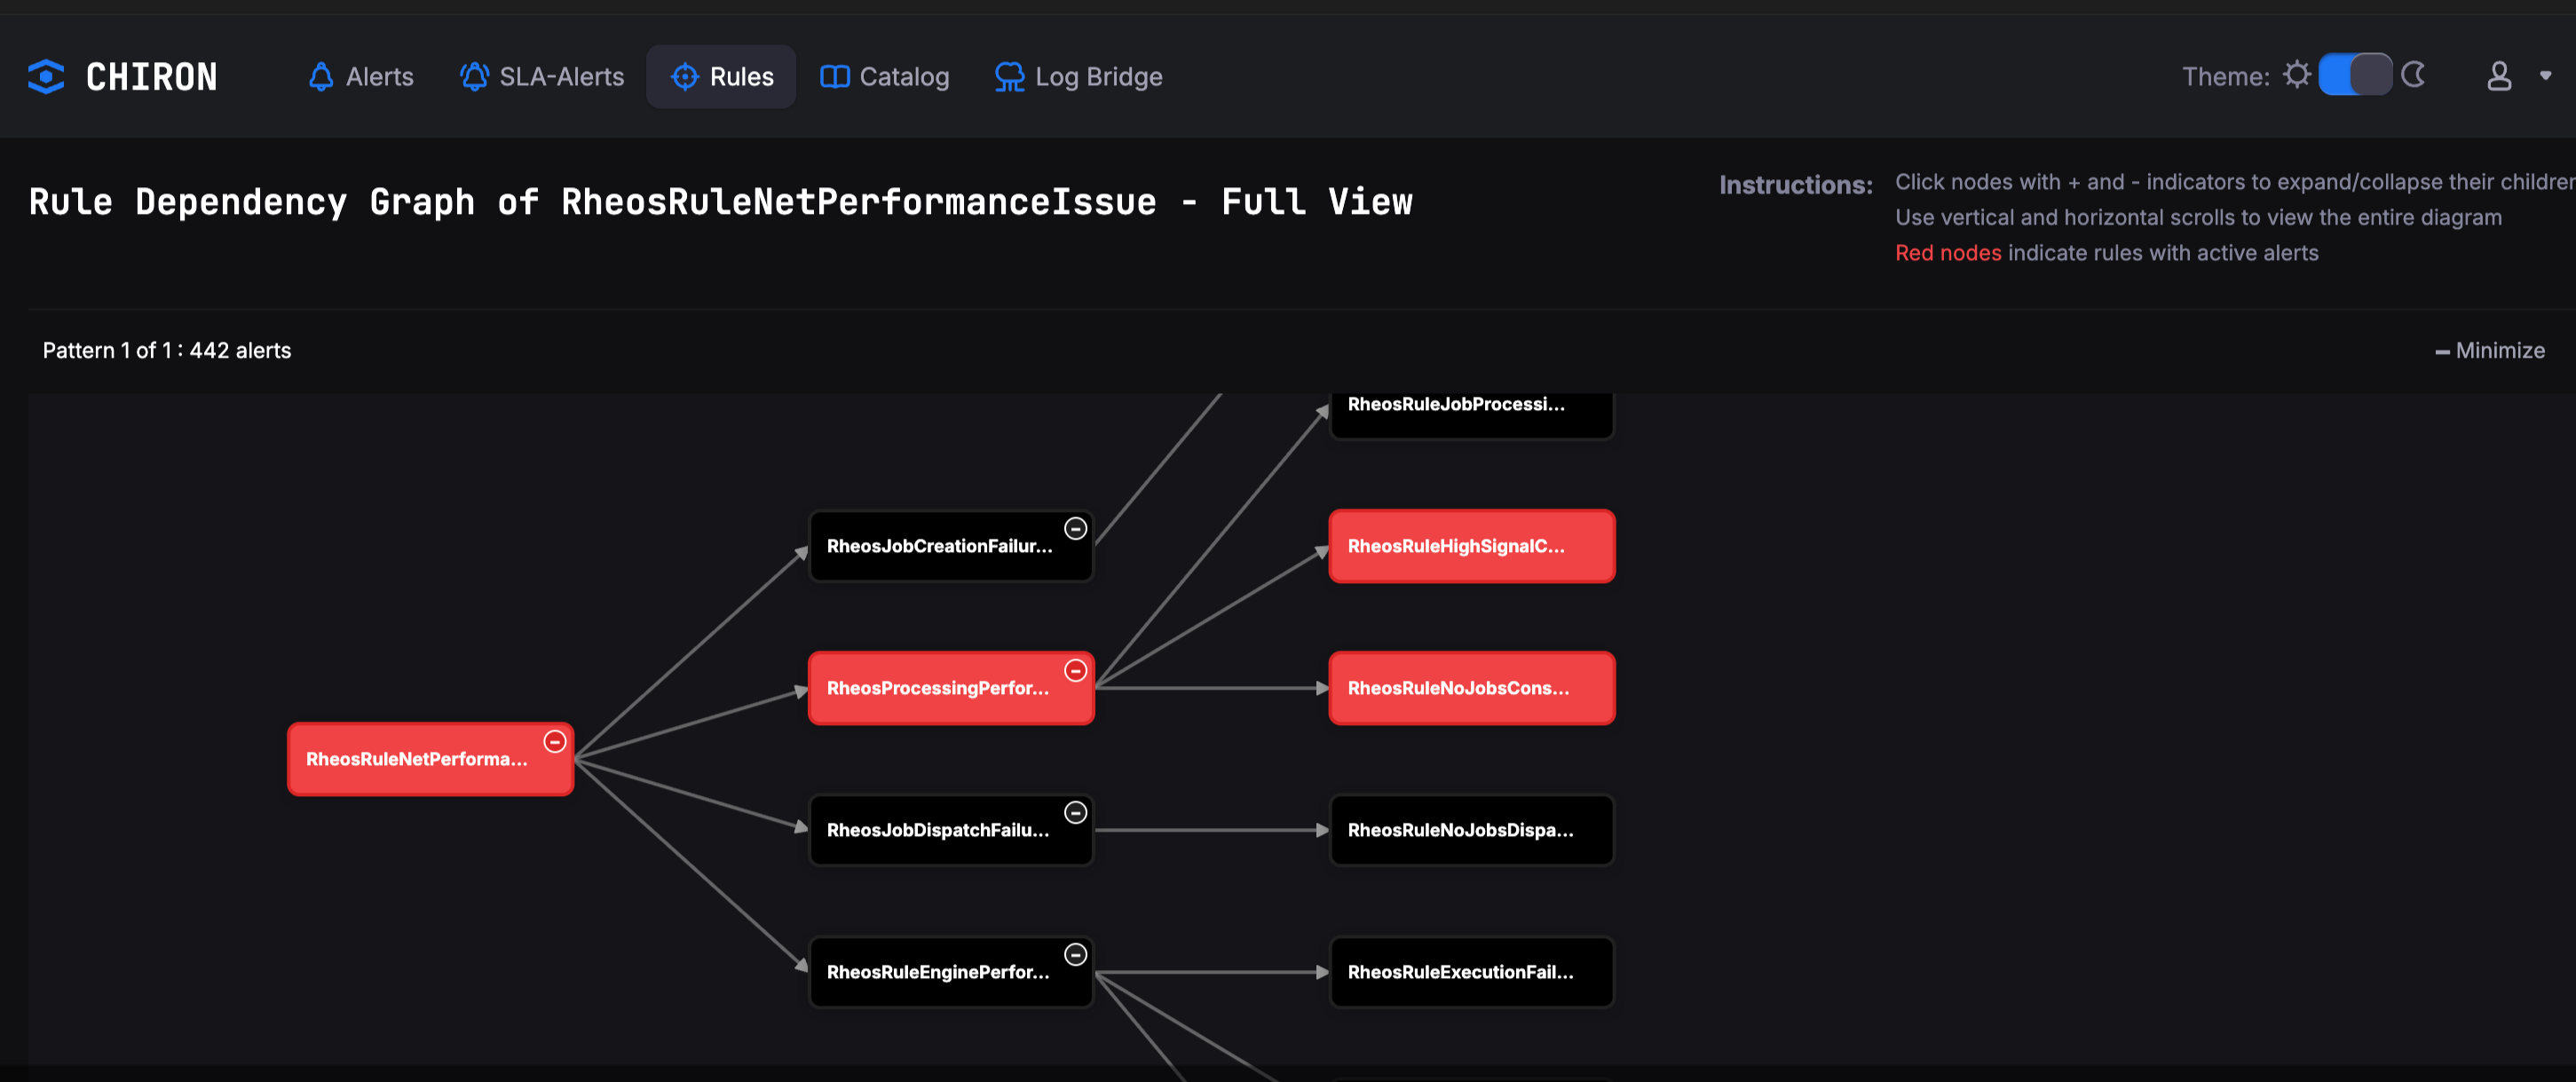 CHIRON
Alerts
SLA-Alerts
Rules
Catalog
Log Bridge
Theme:
Rule Dependency Graph of RheosRuleNetPerformanceIssue - Full View
Instructions:
Click nodes with + and - indicators to expand/collapse their children
Use vertical and horizontal scrolls to view the entire diagram
Red nodes indicate rules with active alerts
Pattern 1 of 1 : 442 alerts
Minimize
RheosRuleJobProcessi...
RheosJobCreationFailur...
RheosRuleHighSignalC...
RheosProcessingPerfor...
RheosRuleNoJobsCons...
RheosRuleNetPerforma...
RheosJobDispatchFailu...
RheosRuleNoJobsDispa...
RheosRuleEnginePerfor...
RheosRuleExecutionFail...